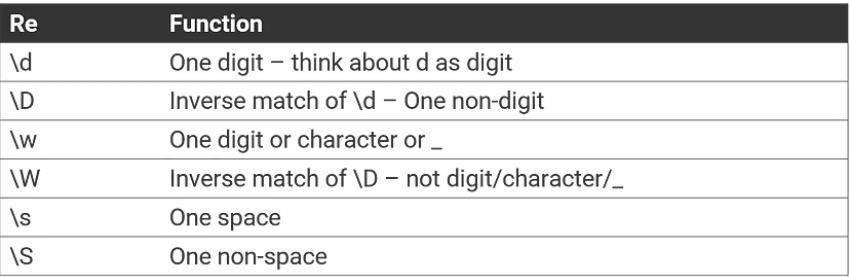 Re Function
\d One digit – think about d as digit
\D Inverse match of \d – One non-digit
\w One digit or character or _
\W Inverse match of \D – not digit/character/_
\s One space
\S One non-space